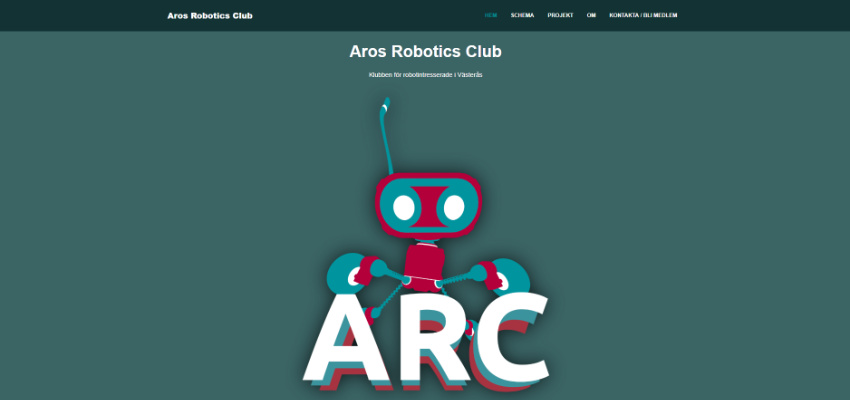 Aros Robotics Club
HEM SCHEMA PROJEKT OM KONTAKTA / BLI MEDLEM
Aros Robotics Club
Klubben för robotintresserade i Västerås
ARC